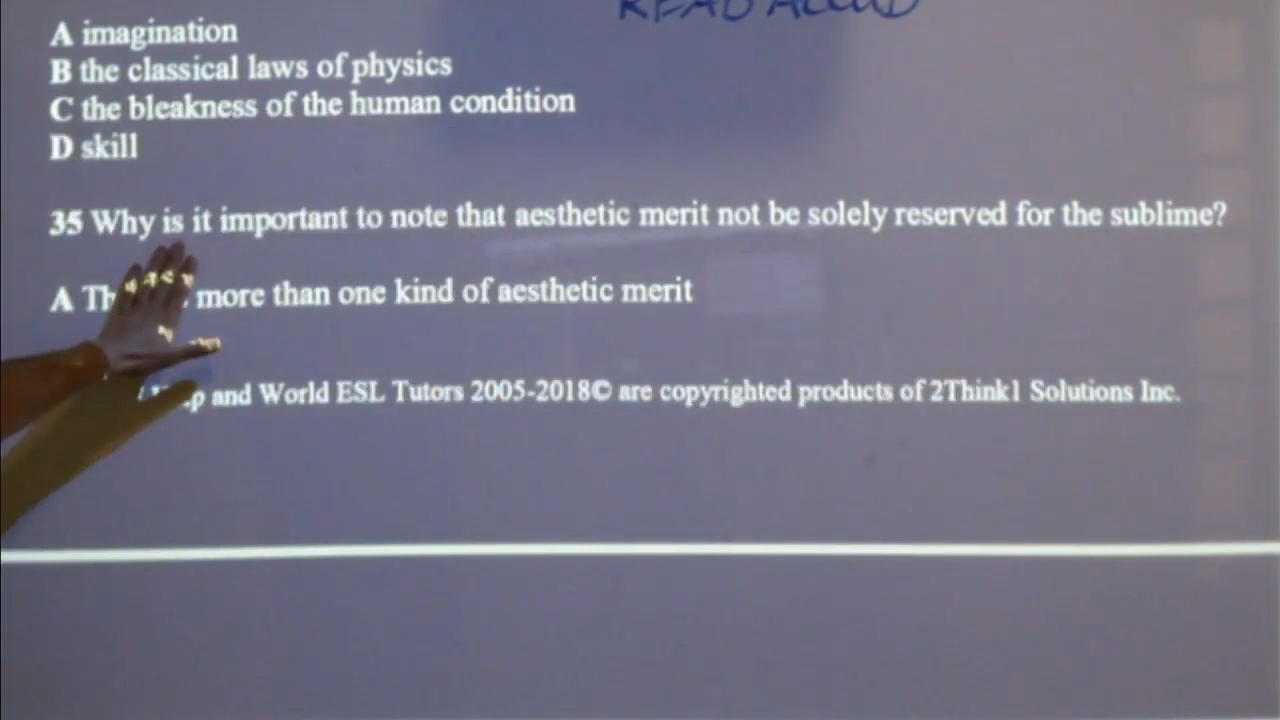 READ ALOUD
A imagination
B the classical laws of physics
C the bleakness of the human condition
D skill
35 Why is it important to note that aesthetic merit not be solely reserved for the sublime?
A more than one kind of aesthetic merit
and World ESL Tutors 2005-2018© are copyrighted products of 2Think1 Solutions Inc.